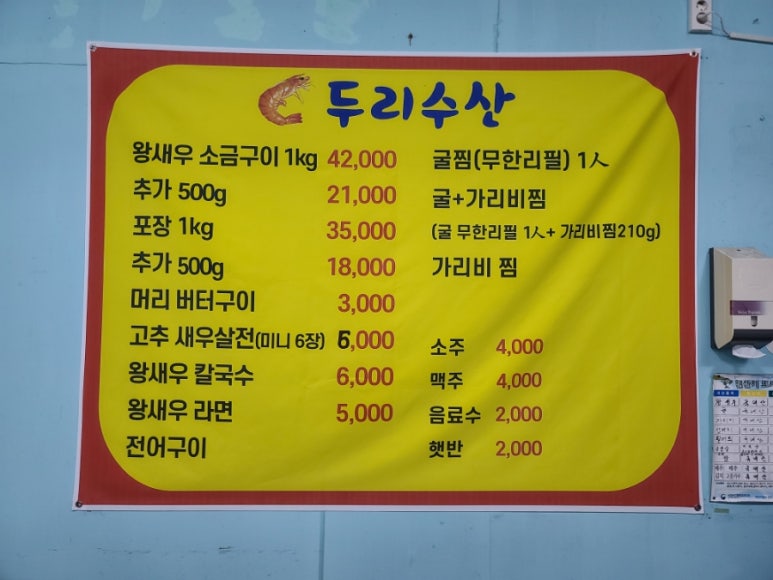 두리수산
왕새우 소금구이 1kg 42,000
추가 500g 21,000
포장 1kg 35,000
추가 500g 18,000
머리 버터구이 3,000
고추 새우살전(미니 6장) 6,000
왕새우 칼국수 6,000
왕새우 라면 5,000
전어구이
굴찜(무한리필) 1人
굴+가리비찜
(굴 무한리필 1人+ 가리비찜210g)
가리비 찜
소주 4,000
맥주 4,000
음료수 2,000
햇반 2,000